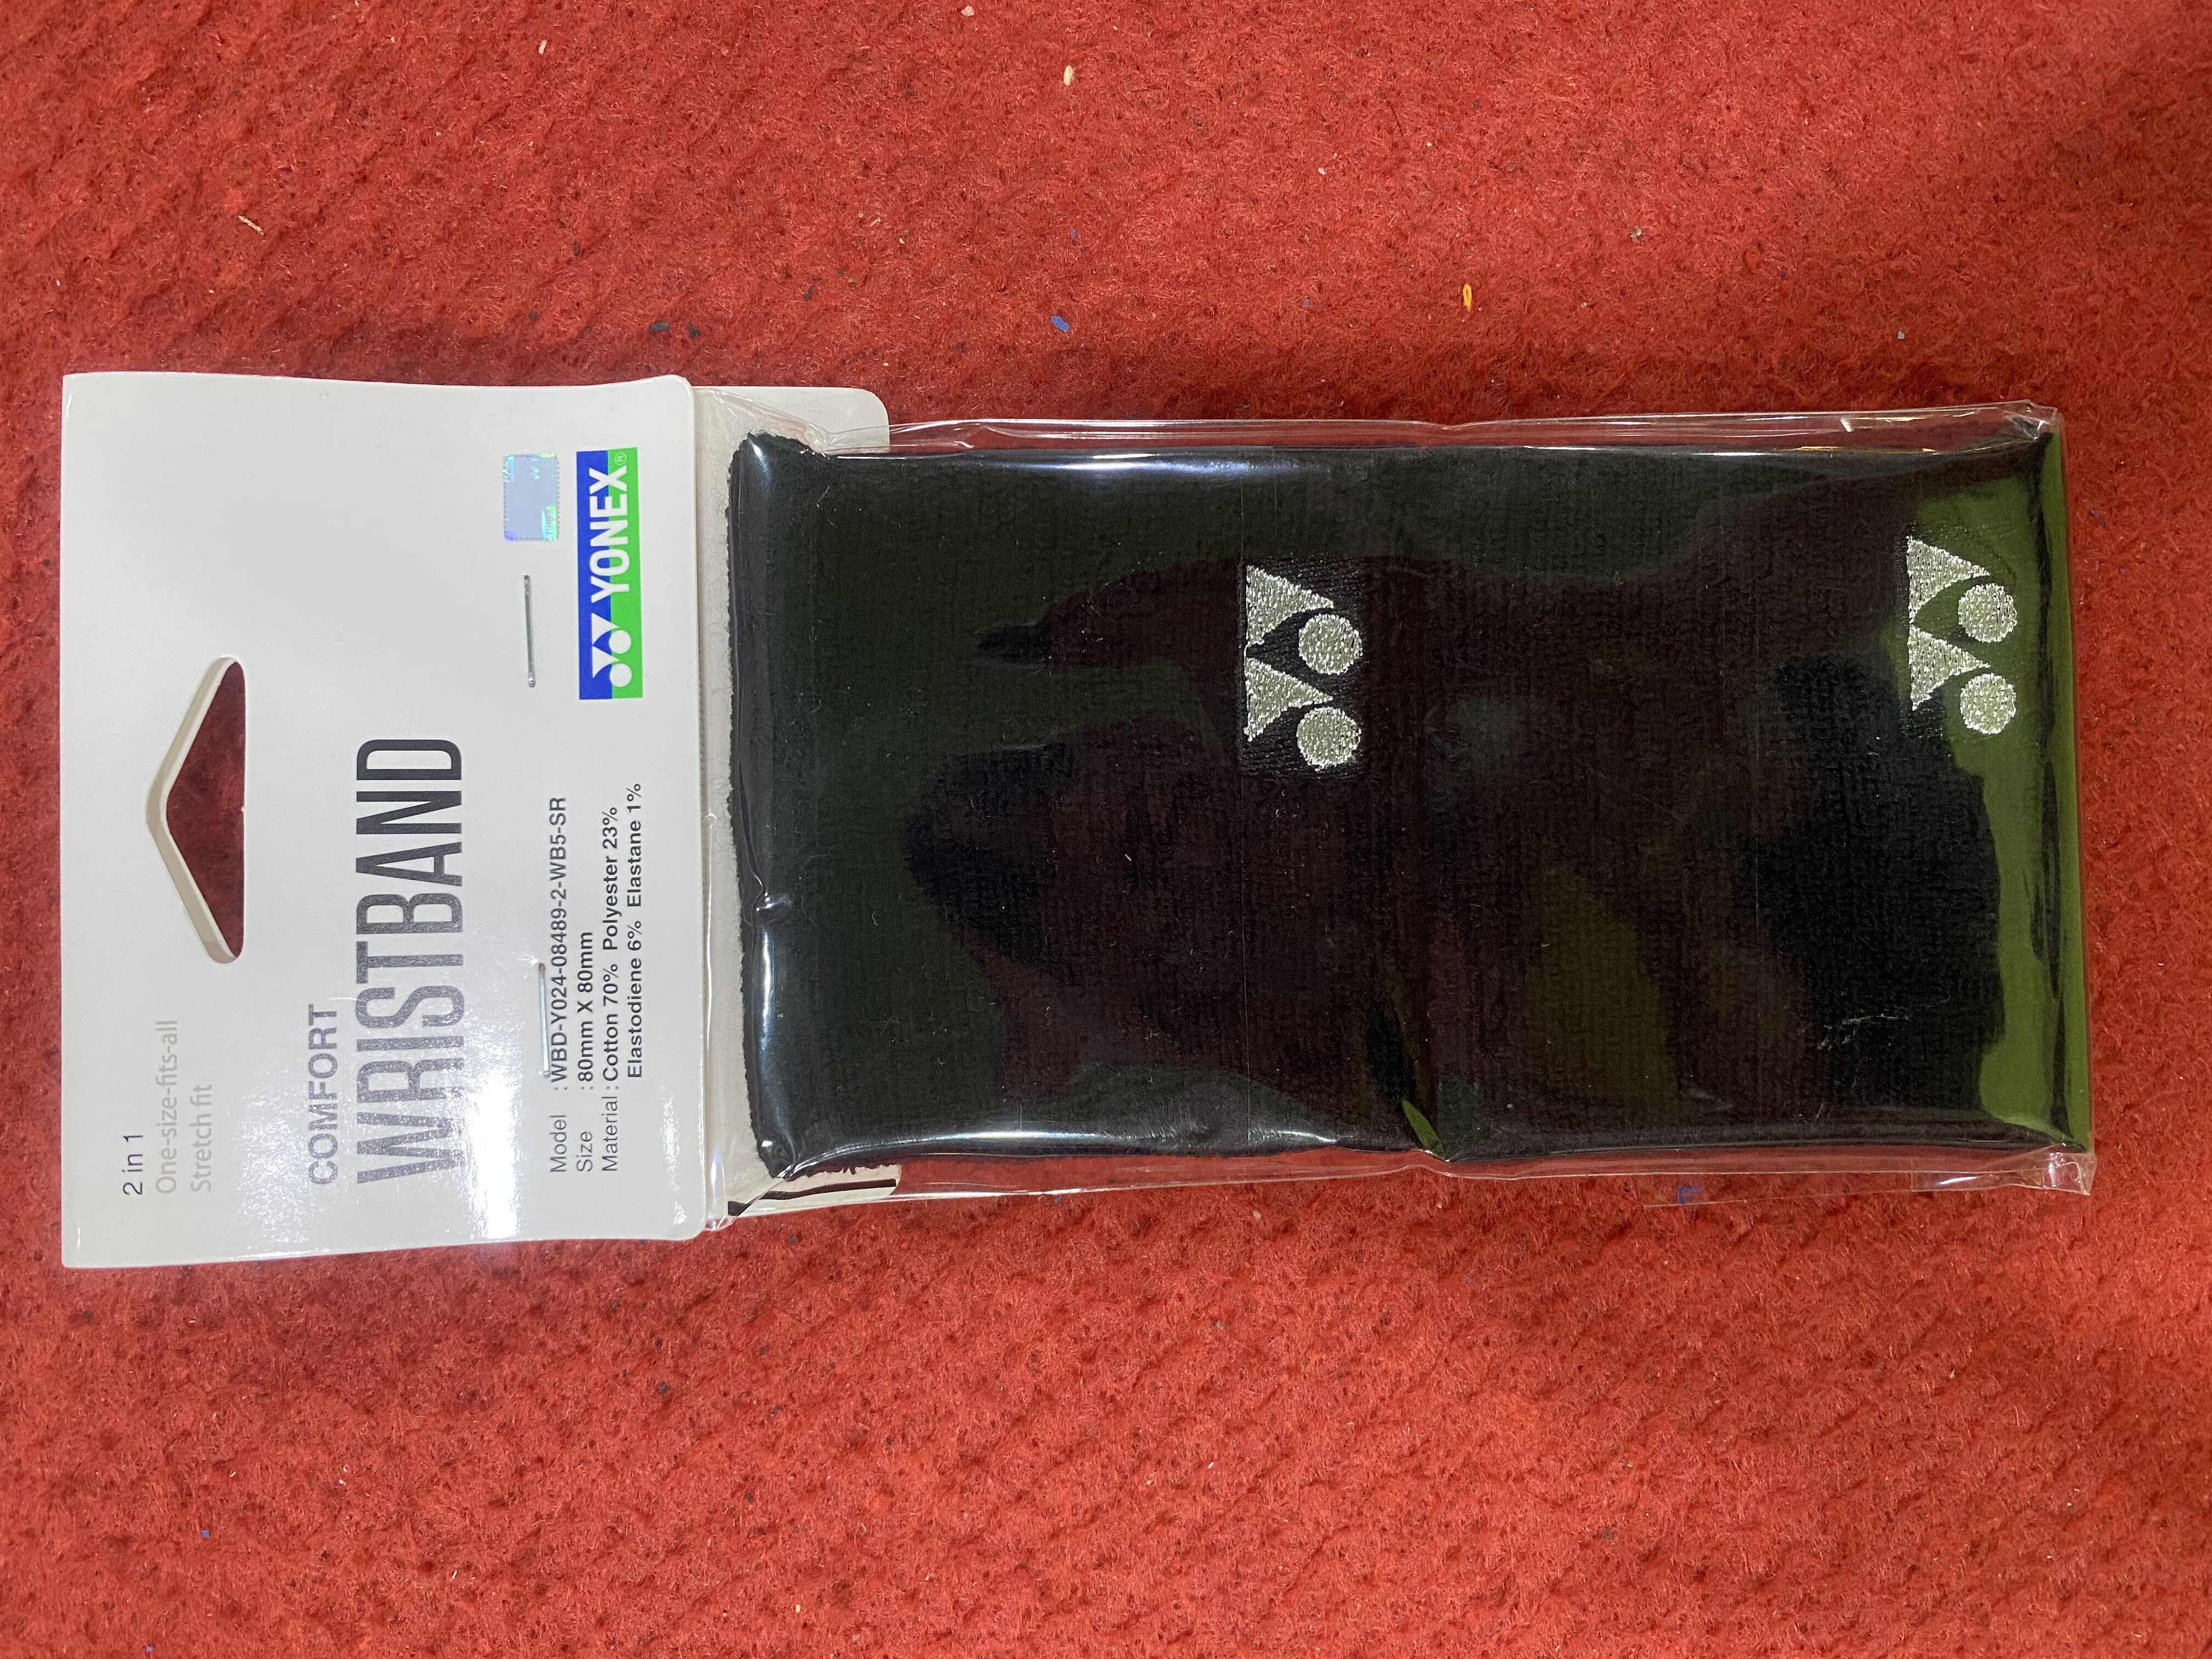 2 in 1
One-size-fits-all
Stretch fit
COMFORT
WRISTBAND
YONEX®
Model : WBD-Y024-08489-2-WB5-SR
Size : 80mm X 80mm
Material : Cotton 70% Polyester 23%
Elastodiene 6% Elastane 1%